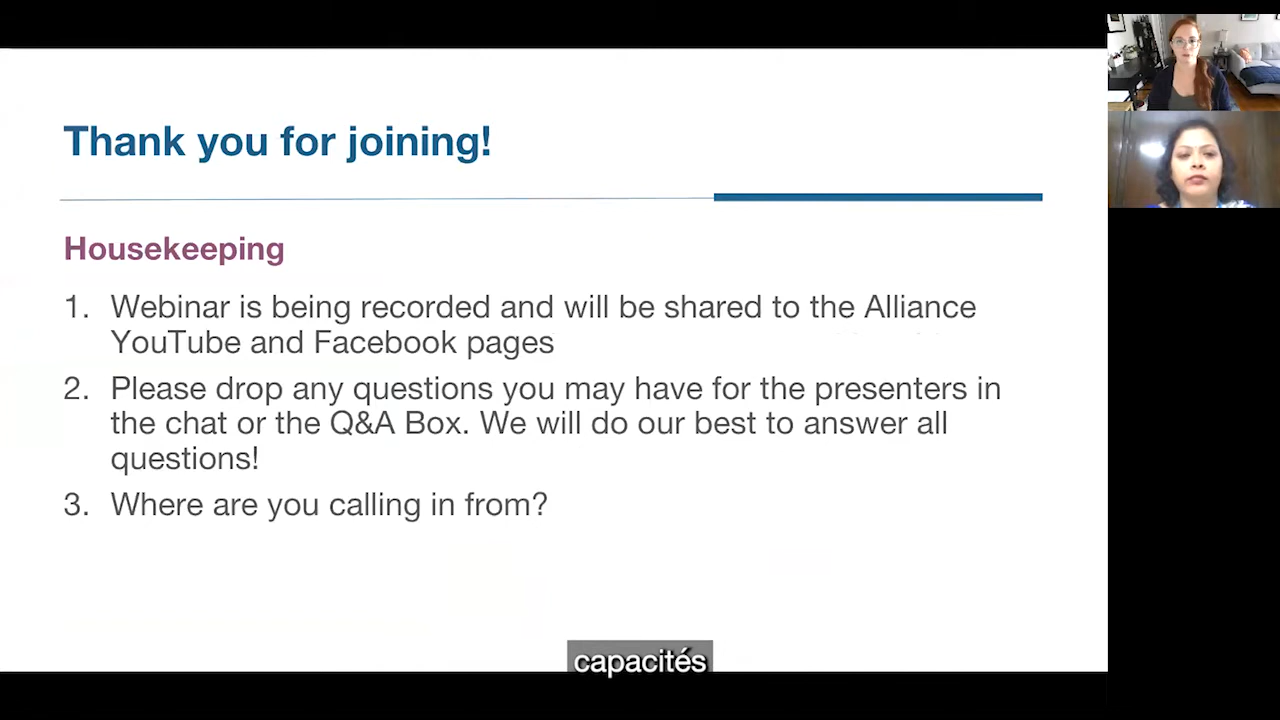 Thank you for joining!
Housekeeping
1. Webinar is being recorded and will be shared to the Alliance
YouTube and Facebook pages
2. Please drop any questions you may have for the presenters in
the chat or the Q&A Box. We will do our best to answer all
questions!
3. Where are you calling in from?
capacités